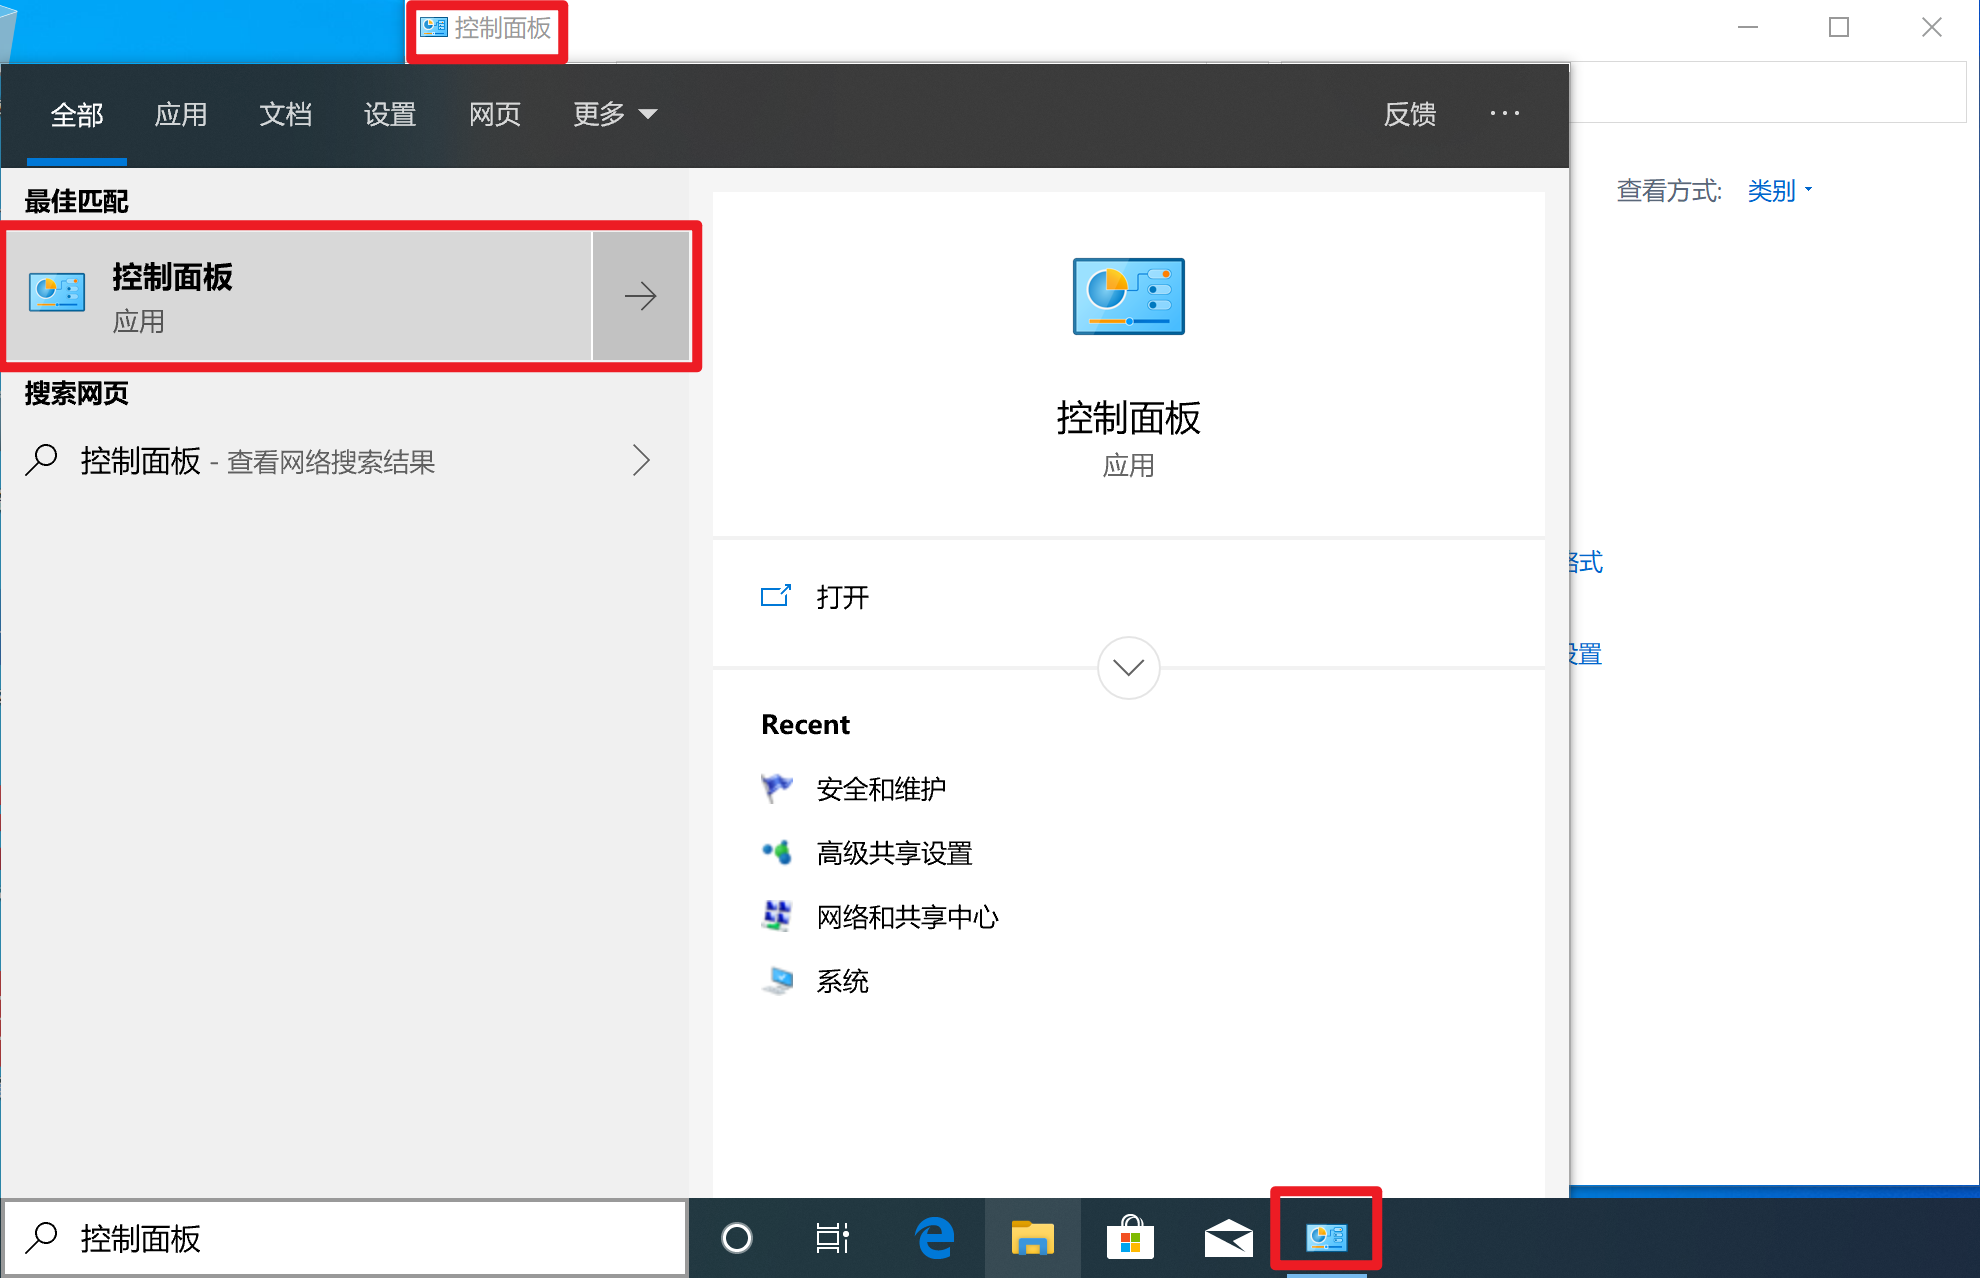 控制面板
全部 应用 文档 设置 网页 更多 反馈 ...
查看方式: 类别
最佳匹配
控制面板
应用
搜索网页
控制面板 - 查看网络搜索结果
控制面板
应用
打开
Recent
安全和维护
高级共享设置
网络和共享中心
系统
格式
设置
控制面板